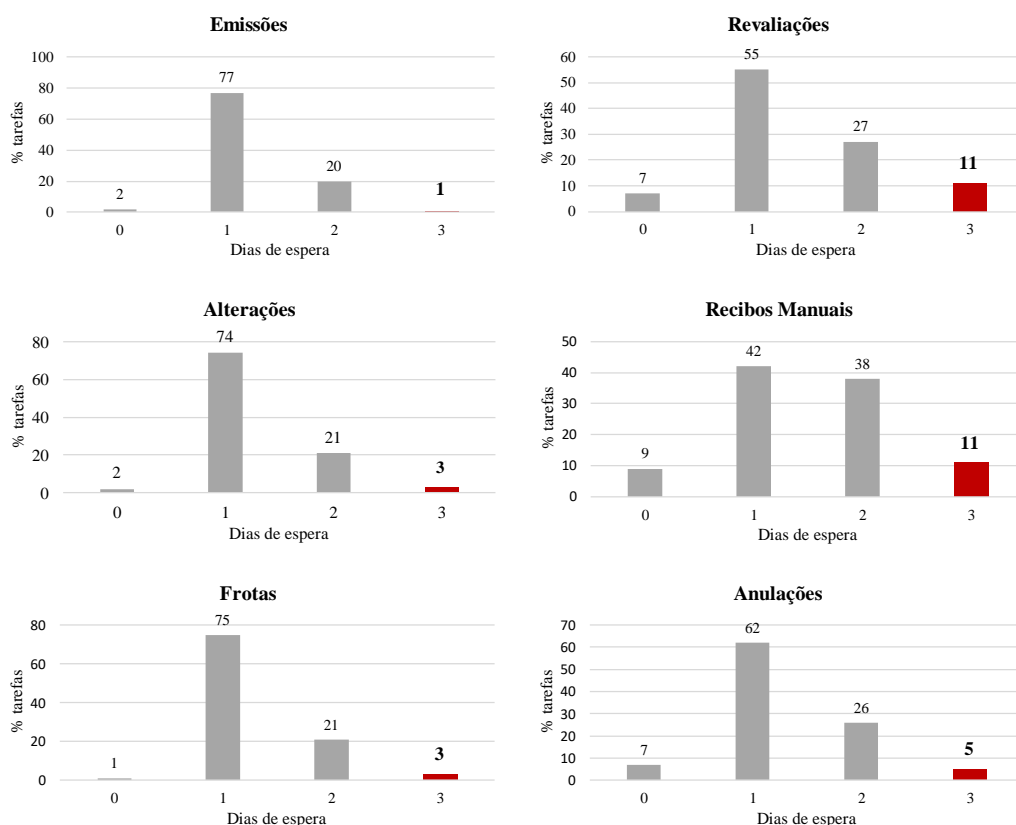 Emissões
% tarefas
100
80
60
40
20
0
2
77
20
1
0 1 2 3
Dias de espera
Revaliações
% tarefas
60
50
40
30
20
10
0
7
55
27
11
0 1 2 3
Dias de espera
Alterações
% tarefas
80
60
40
20
0
2
74
21
3
0 1 2 3
Dias de espera
Recibos Manuais
% tarefas
50
40
30
20
10
0
9
42
38
11
0 1 2 3
Dias de espera
Frotas
% tarefas
80
60
40
20
0
1
75
21
3
0 1 2 3
Dias de espera
Anulações
% tarefas
70
60
50
40
30
20
10
0
7
62
26
5
0 1 2 3
Dias de espera